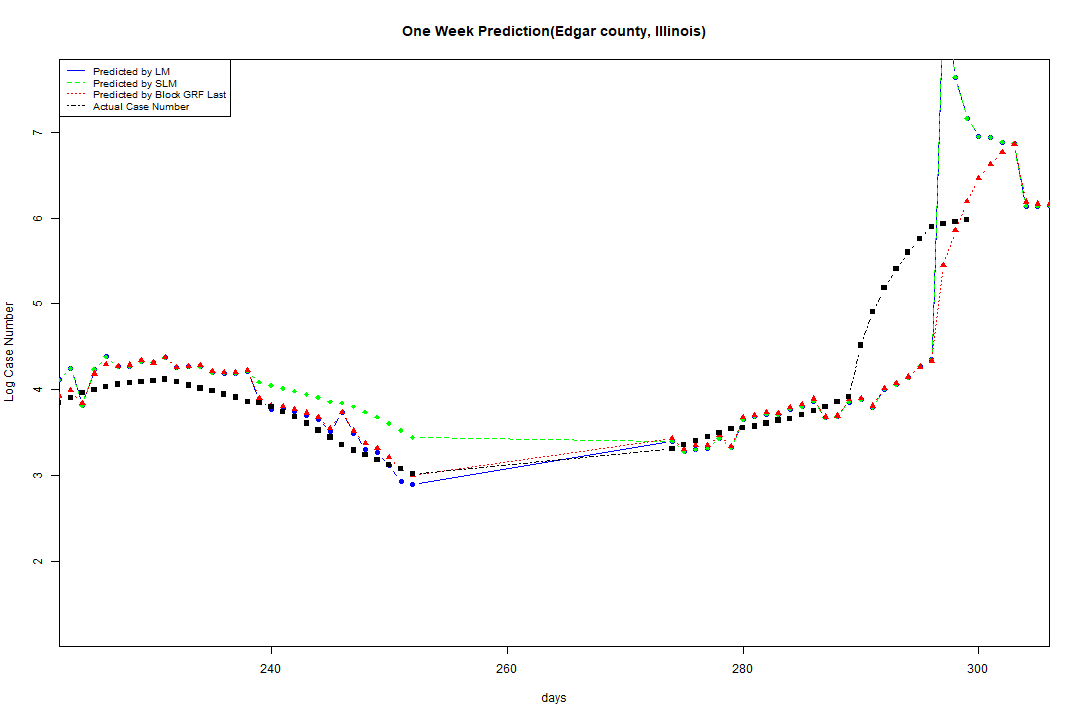 One Week Prediction(Edgar county, Illinois)
Predicted by LM
Predicted by SLM
Predicted by Block GRF Last
Actual Case Number
7
6
5
4
3
2
Log Case Number
240 260 280 300
days